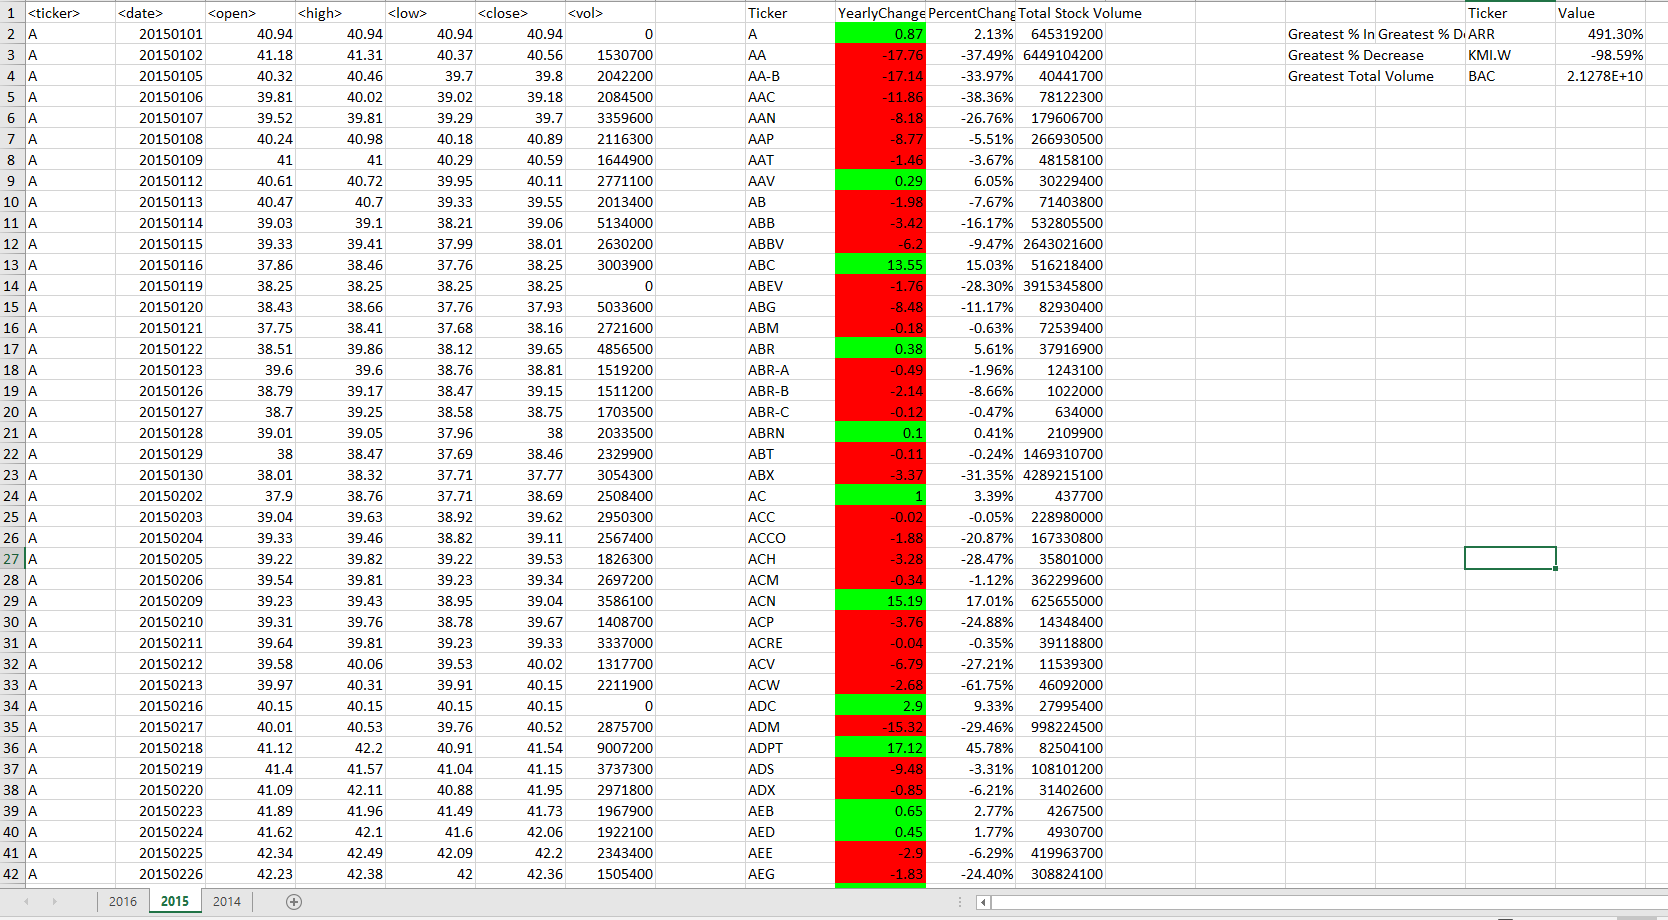 1 <ticker> <date> <open> <high> <low> <close> <vol> Ticker YearlyChange PercentChang Total Stock Volume Ticker Value
2 A 20150101 40.94 40.94 40.94 40.94 0 A 0.87 2.13% 645319200 Greatest % In Greatest % De ARR 491.30%
3 A 20150102 41.18 41.31 40.37 40.56 1530700 AA -17.76 -37.49% 6449104200 Greatest % Decrease KMI.W -98.59%
4 A 20150105 40.32 40.46 39.7 39.8 2042200 AA-B -17.14 -33.97% 40441700 Greatest Total Volume BAC 2.1278E+10
5 A 20150106 39.81 40.02 39.02 39.18 2084500 AAC -11.86 -38.36% 78122300
6 A 20150107 39.52 39.81 39.29 39.7 3359600 AAN -8.18 -26.76% 179606700
7 A 20150108 40.24 40.98 40.18 40.89 2116300 AAP -8.77 -5.51% 266930500
8 A 20150109 41 41 40.29 40.59 1644900 AAT -1.46 -3.67% 48158100
9 A 20150112 40.61 40.72 39.95 40.11 2771100 AAV 0.29 6.05% 30229400
10 A 20150113 40.47 40.7 39.33 39.55 2013400 AB -1.98 -7.67% 71403800
11 A 20150114 39.03 39.1 38.21 39.06 5134000 ABB -3.42 -16.17% 532805500
12 A 20150115 39.33 39.41 37.99 38.01 2630200 ABBV -6.2 -9.47% 2643021600
13 A 20150116 37.86 38.46 37.76 38.25 3003900 ABC 13.55 15.03% 516218400
14 A 20150119 38.25 38.25 38.25 38.25 0 ABEV -1.76 -28.30% 3915345800
15 A 20150120 38.43 38.66 37.76 37.93 5033600 ABG -8.48 -11.17% 82930400
16 A 20150121 37.75 38.41 37.68 38.16 2721600 ABM -0.18 -0.63% 72539400
17 A 20150122 38.51 39.86 38.12 39.65 4856500 ABR 0.38 5.61% 37916900
18 A 20150123 39.6 39.6 38.76 38.81 1519200 ABR-A -0.49 -1.96% 1243100
19 A 20150126 38.79 39.17 38.47 39.15 1511200 ABR-B -2.14 -8.66% 1022000
20 A 20150127 38.7 39.25 38.58 38.75 1703500 ABR-C -0.12 -0.47% 634000
21 A 20150128 39.01 39.05 37.96 38 2033500 ABRN 0.1 0.41% 2109900
22 A 20150129 38 38.47 37.69 38.46 2329900 ABT -0.11 -0.24% 1469310700
23 A 20150130 38.01 38.32 37.71 37.77 3054300 ABX -3.37 -31.35% 4289215100
24 A 20150202 37.9 38.76 37.71 38.69 2508400 AC 1 3.39% 437700
25 A 20150203 39.04 39.63 38.92 39.62 2950300 ACC -0.02 -0.05% 228980000
26 A 20150204 39.33 39.46 38.82 39.11 2567400 ACCO -1.88 -20.87% 167330800
27 A 20150205 39.22 39.82 39.22 39.53 1826300 ACH -3.28 -28.47% 35801000
28 A 20150206 39.54 39.81 39.23 39.34 2697200 ACM -0.34 -1.12% 362299600
29 A 20150209 39.23 39.43 38.95 39.04 3586100 ACN 15.19 17.01% 625655000
30 A 20150210 39.31 39.76 38.78 39.67 1408700 ACP -3.76 -24.88% 14348400
31 A 20150211 39.64 39.81 39.23 39.33 3337000 ACRE -0.04 -0.35% 39118800
32 A 20150212 39.58 40.06 39.53 40.02 1317700 ACV -6.79 -27.21% 11539300
33 A 20150213 39.97 40.31 39.91 40.15 2211900 ACW -2.68 -61.75% 46092000
34 A 20150216 40.15 40.15 40.15 40.15 0 ADC 2.9 9.33% 27995400
35 A 20150217 40.01 40.53 39.76 40.52 2875700 ADM -15.32 -29.46% 998224500
36 A 20150218 41.12 42.2 40.91 41.54 9007200 ADPT 17.12 45.78% 82504100
37 A 20150219 41.4 41.57 41.04 41.15 3737300 ADS -9.48 -3.31% 108101200
38 A 20150220 41.09 42.11 40.88 41.95 2971800 ADX -0.85 -6.21% 31402600
39 A 20150223 41.89 41.96 41.49 41.73 1967900 AEB 0.65 2.77% 4267500
40 A 20150224 41.62 42.1 41.6 42.06 1922100 AED 0.45 1.77% 4930700
41 A 20150225 42.34 42.49 42.09 42.2 2343400 AEE -2.9 -6.29% 419963700
42 A 20150226 42.23 42.38 42 42.36 1505400 AEG -1.83 -24.40% 308824100
2016 2015 2014